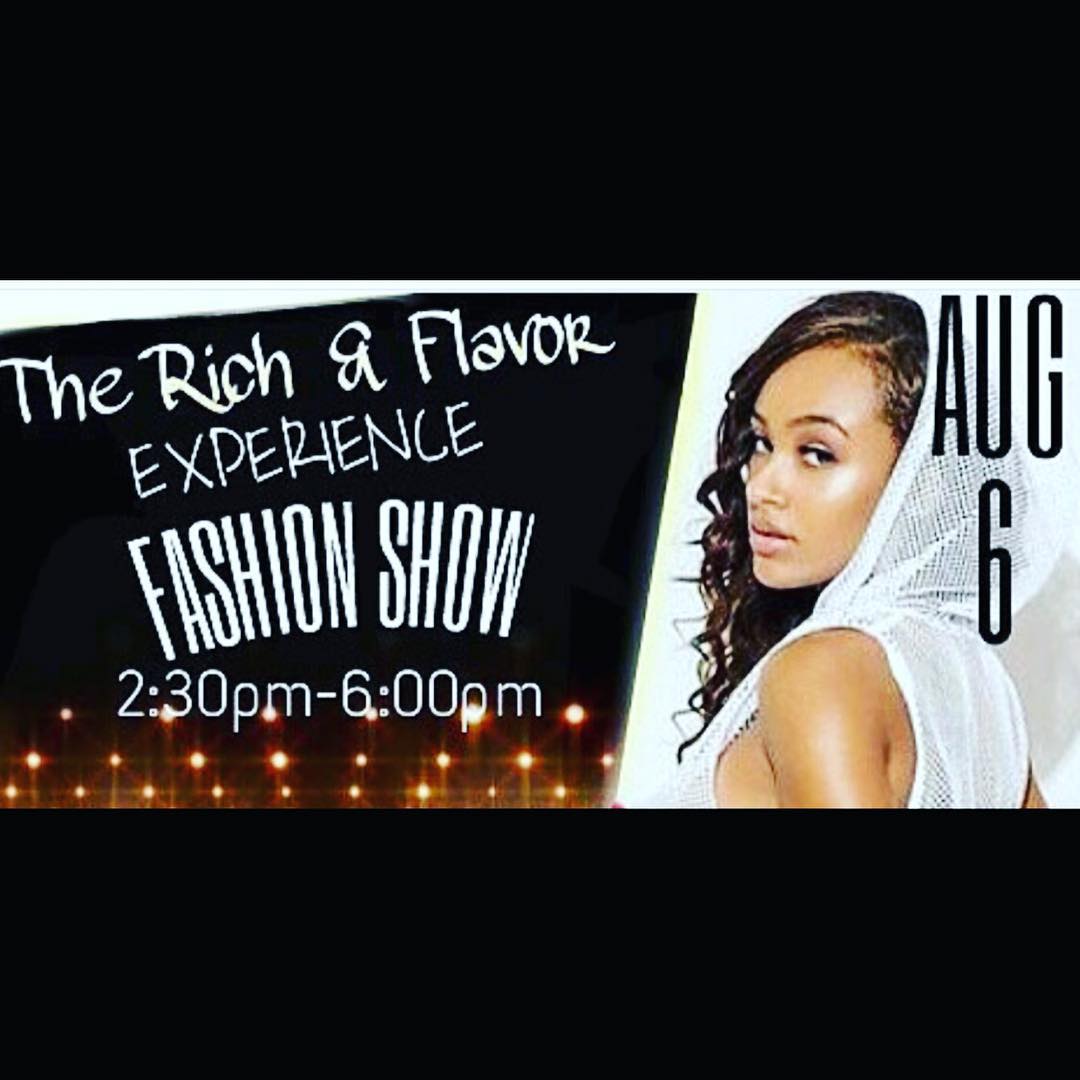 The Rich & Flavor
EXPERIENCE
FASHION SHOW
2:30pm-6:00pm
AUG
6